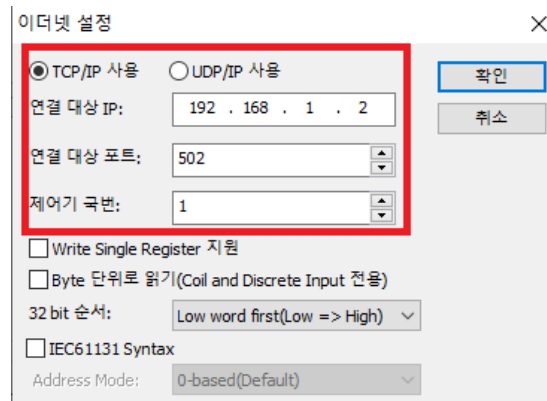 이더넷 설정
TCP/IP 사용 UDP/IP 사용
확인
연결 대상 IP: 192 . 168 . 1 . 2
취소
연결 대상 포트: 502
제어기 국번: 1
Write Single Register 지원
Byte 단위로 읽기(Coil and Discrete Input 전용)
32 bit 순서: Low word first(Low => High)
IEC61131 Syntax
Address Mode: 0-based(Default)